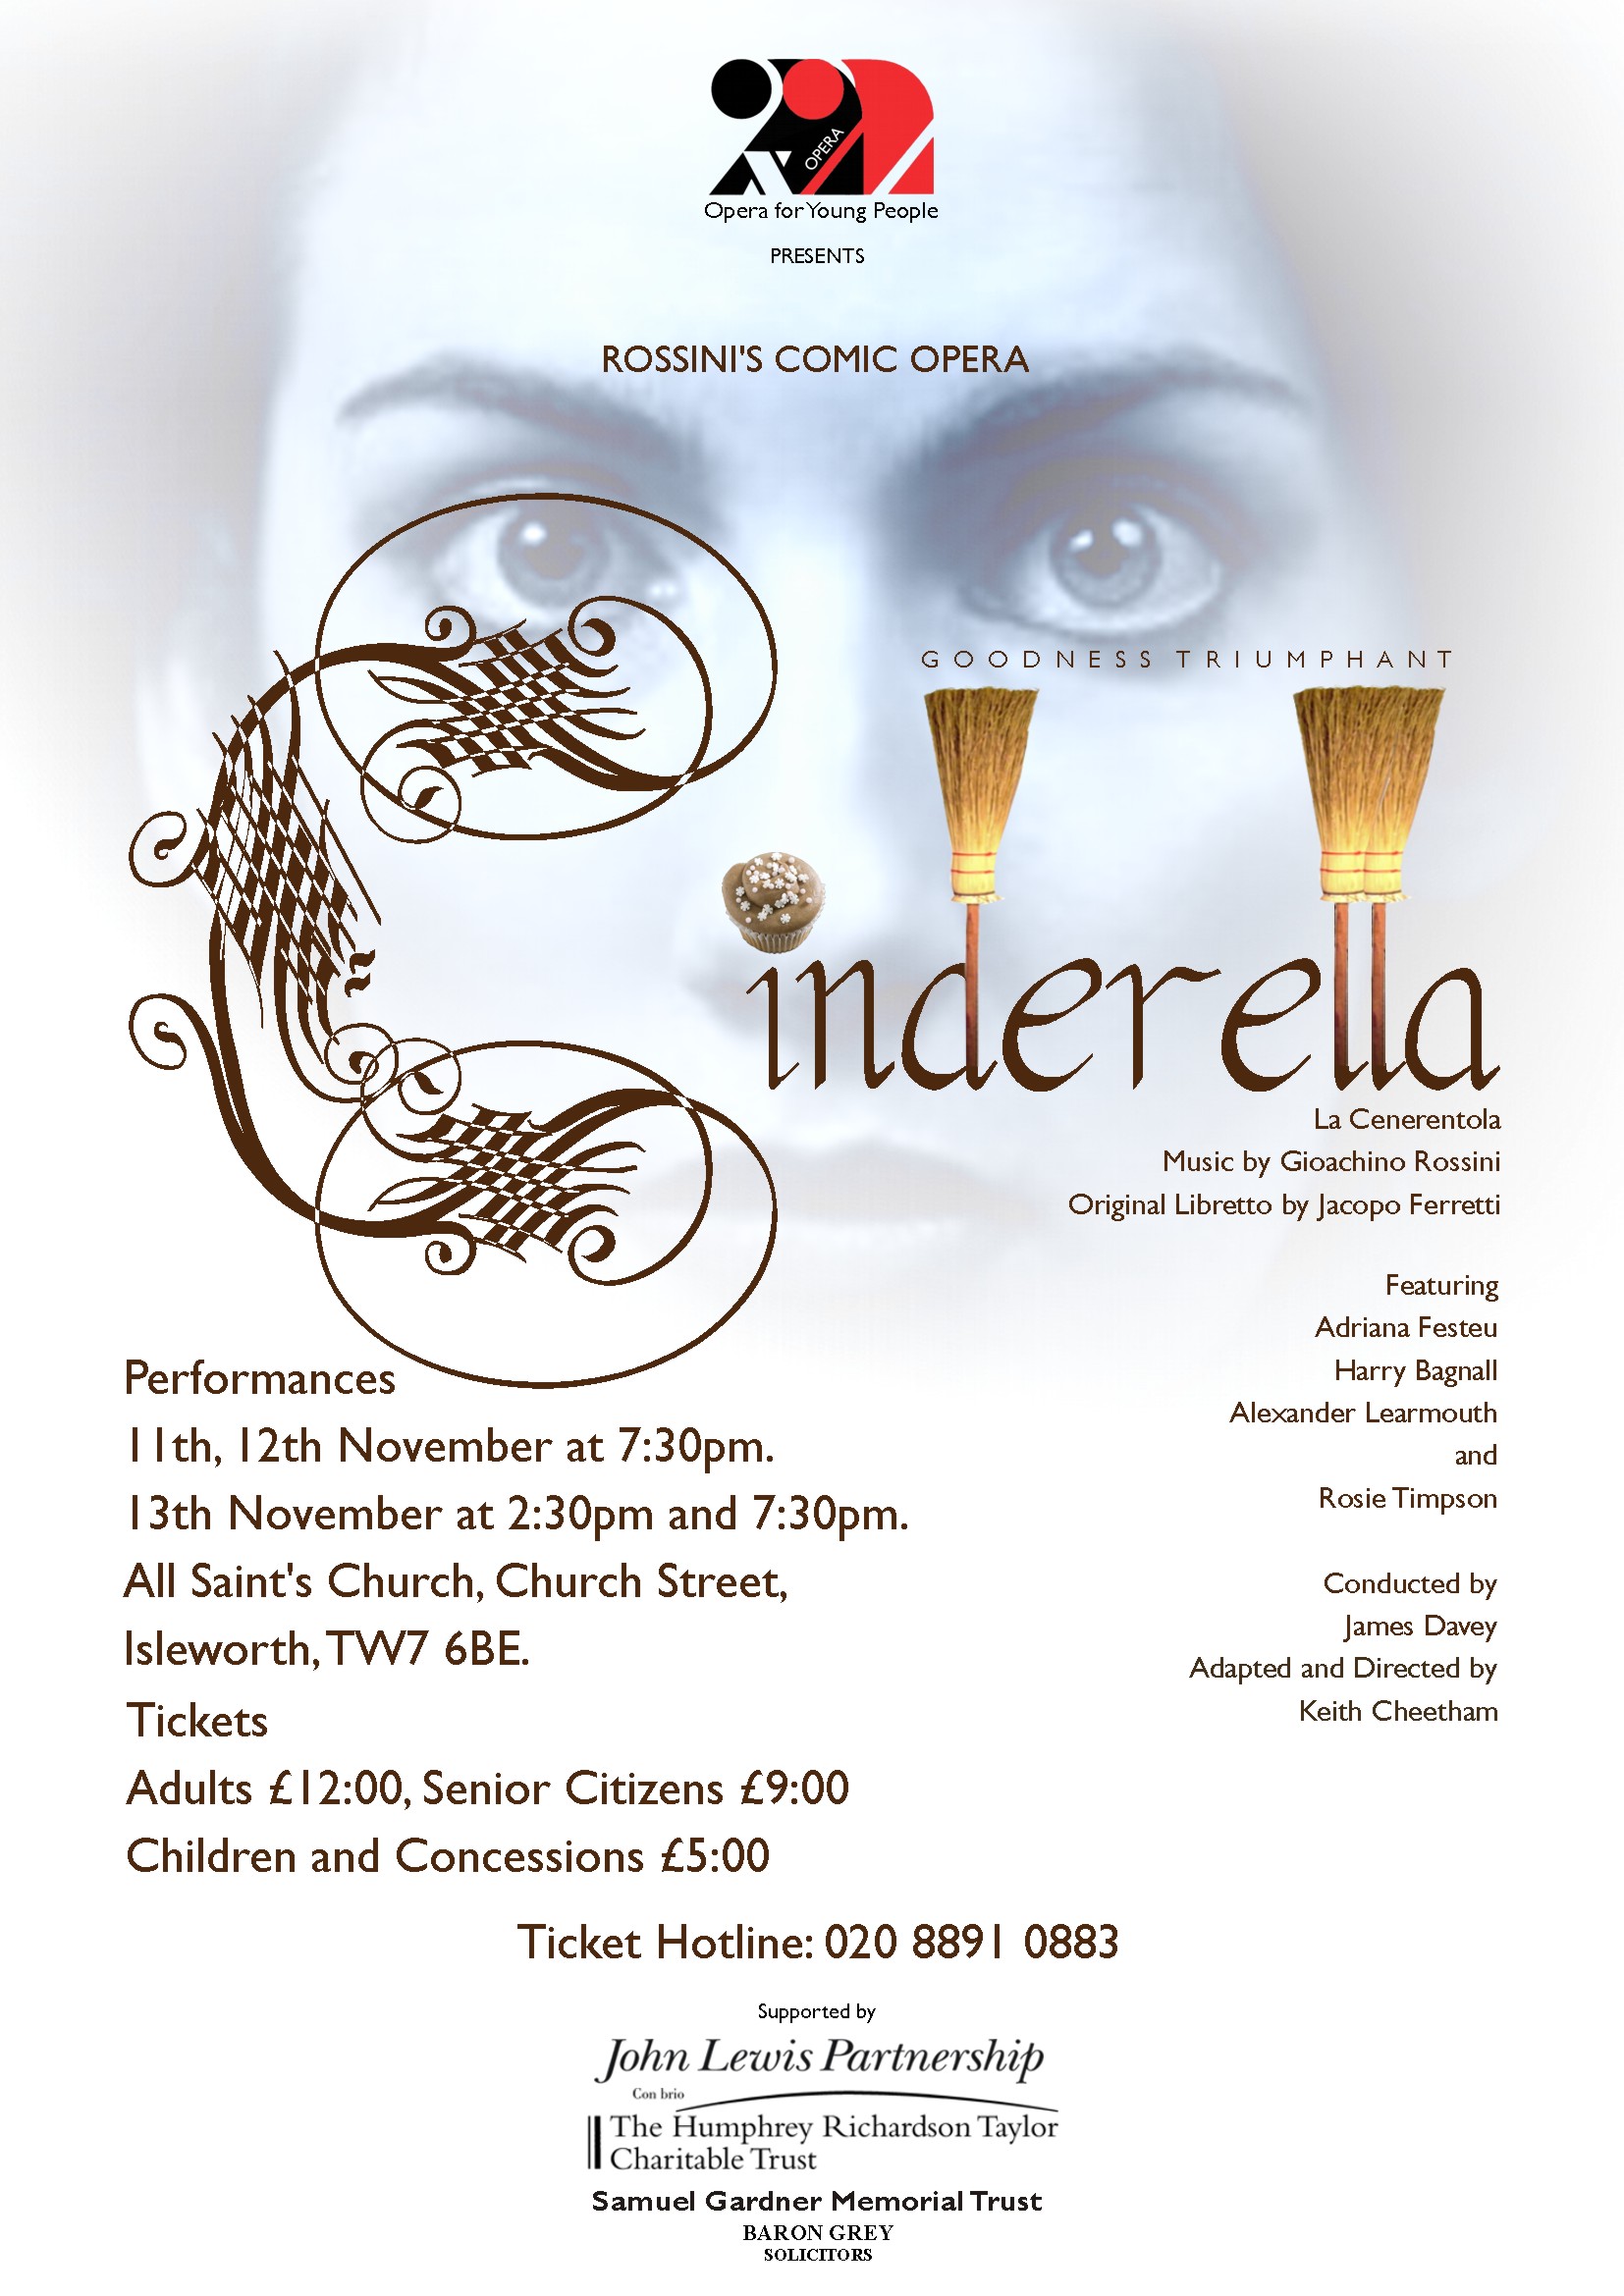 OPERA
Opera for Young People
PRESENTS
ROSSINI'S COMIC OPERA
GOODNESS TRIUMPHANT
Cinderella
La Cenerentola
Music by Gioachino Rossini
Original Libretto by Jacopo Ferretti
Featuring
Adriana Festeu
Harry Bagnall
Alexander Learmouth
and
Rosie Timpson
Conducted by
James Davey
Adapted and Directed by
Keith Cheetham
Performances
11th, 12th November at 7:30pm.
13th November at 2:30pm and 7:30pm.
All Saint's Church, Church Street,
Isleworth, TW7 6BE.
Tickets
Adults £12:00, Senior Citizens £9:00
Children and Concessions £5:00
Ticket Hotline: 020 8891 0883
Supported by
John Lewis Partnership
Con brio
The Humphrey Richardson Taylor
Charitable Trust
Samuel Gardner Memorial Trust
BARON GREY
SOLICITORS